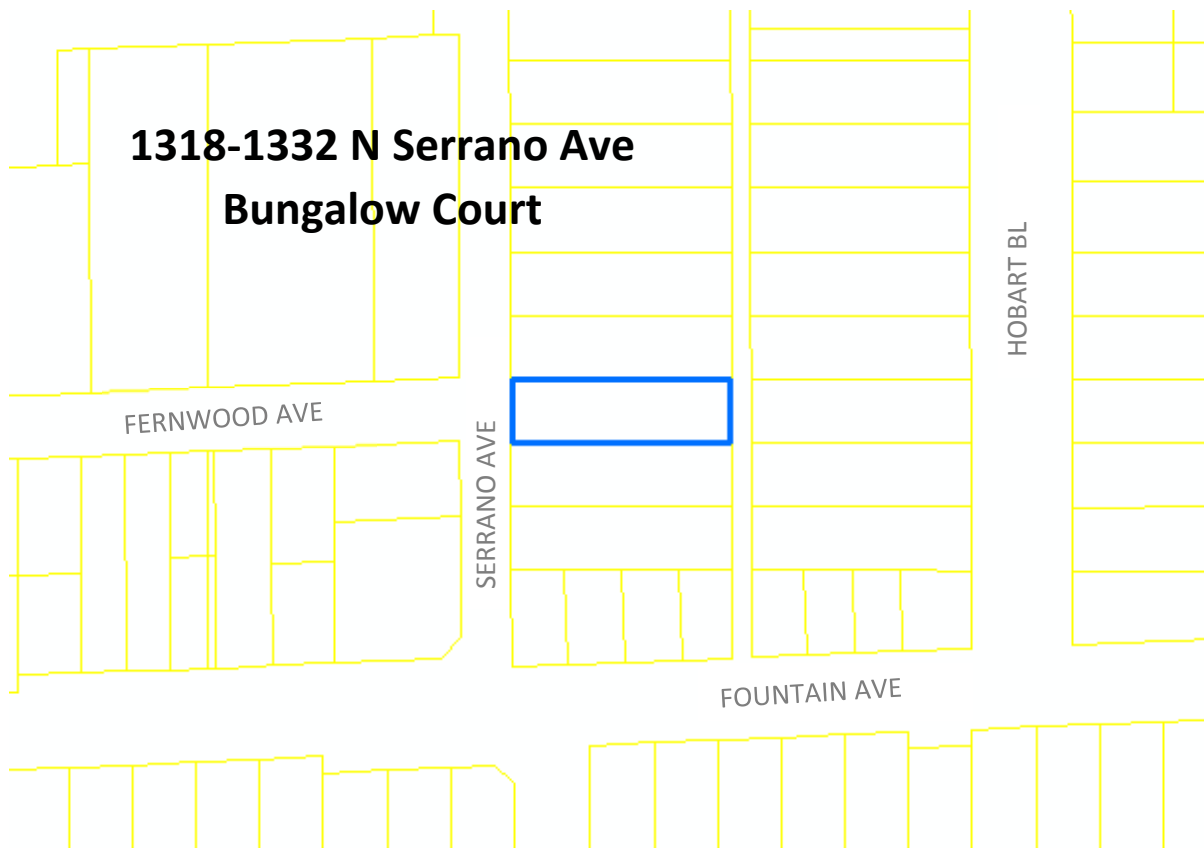 1318-1332 N Serrano Ave
Bungalow Court
HOBART BL
FERNWOOD AVE
SERRANO AVE
FOUNTAIN AVE